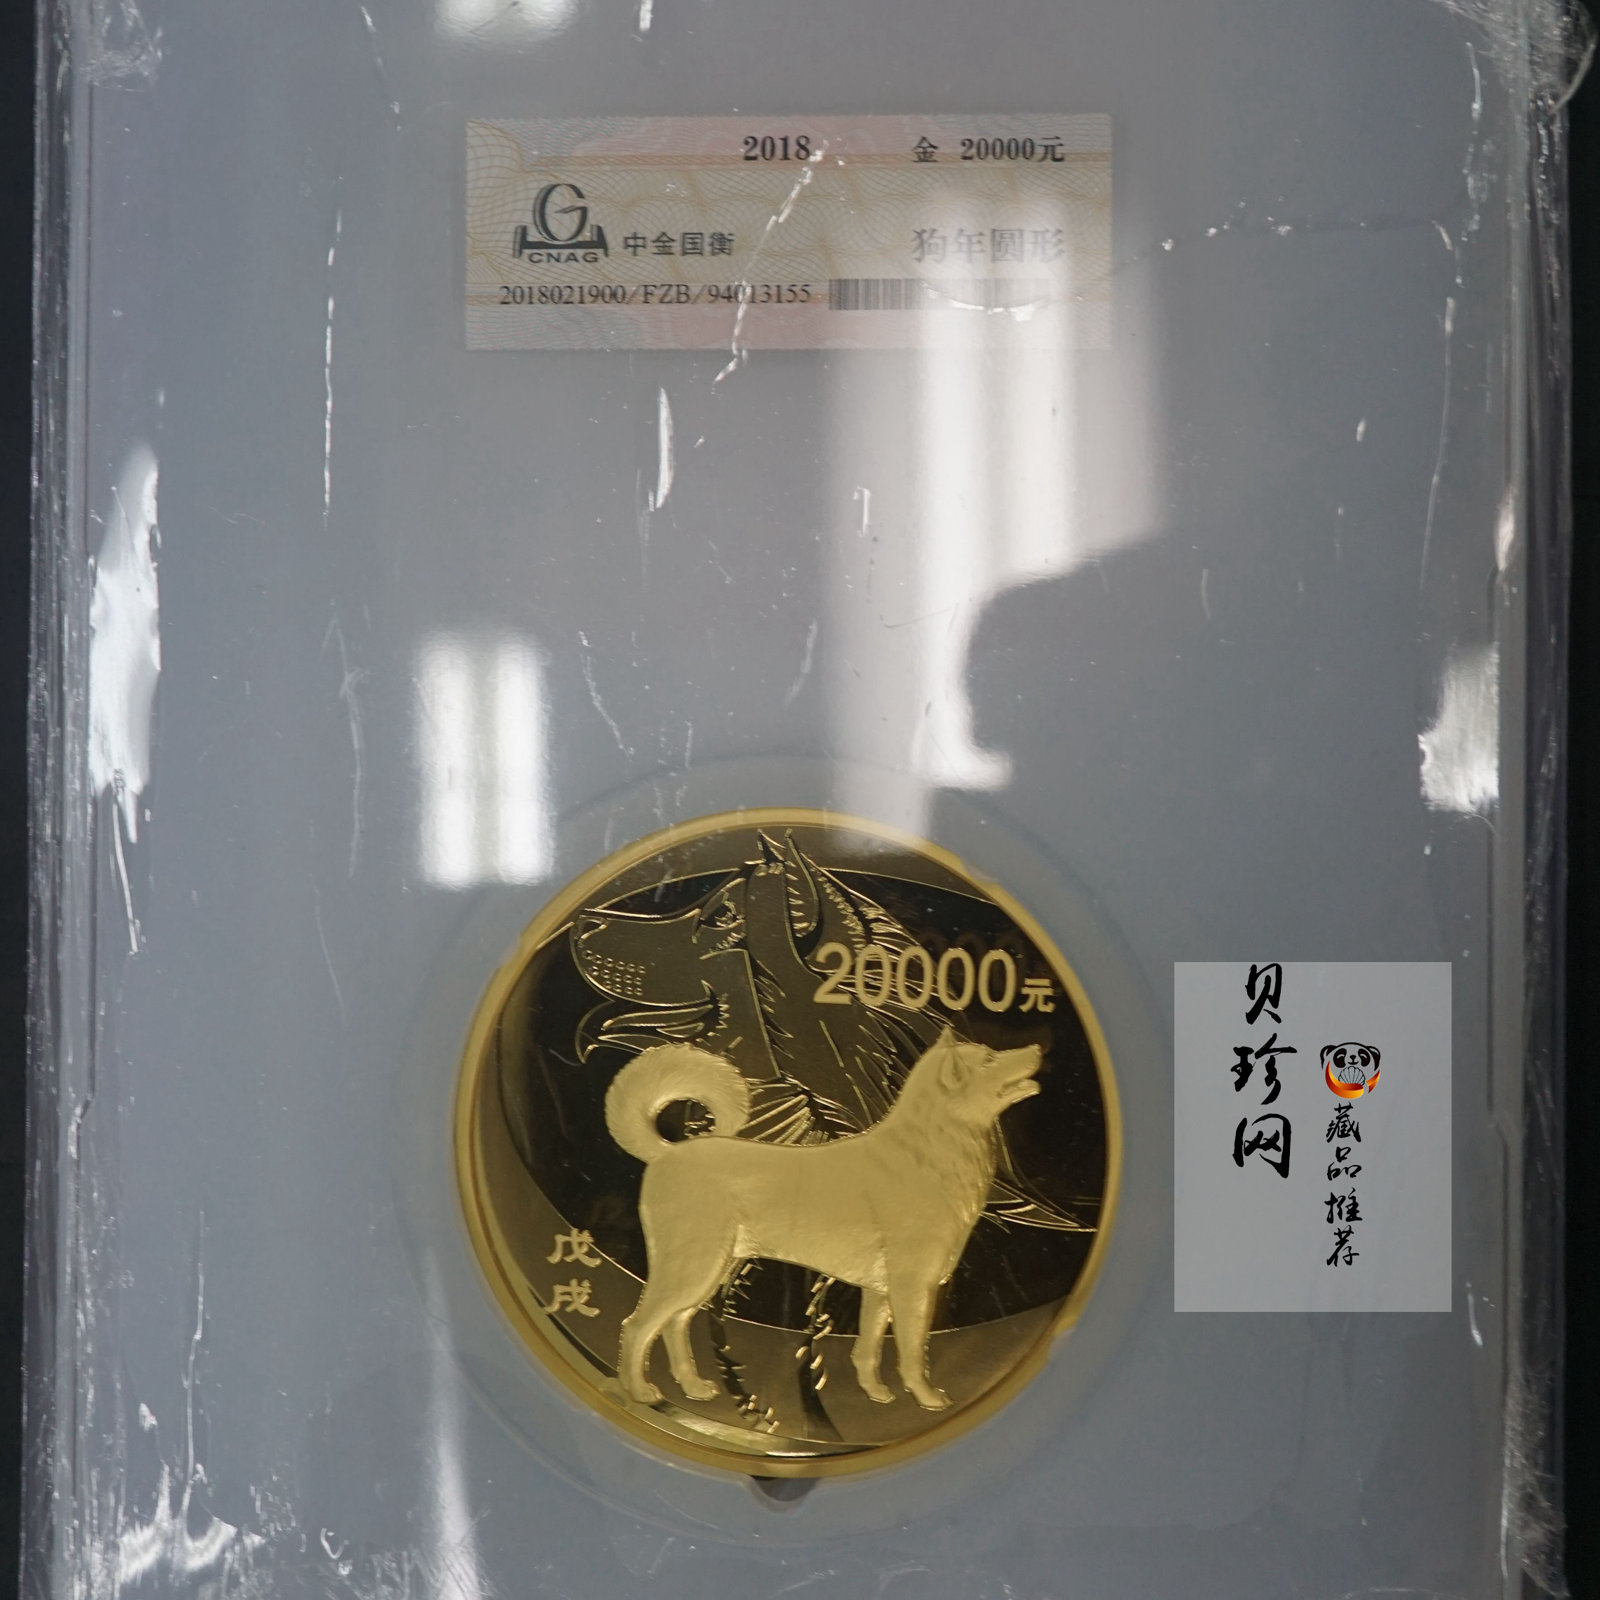 2018 金 20000元
CNAG 中金国衡 狗年圆形
2018021900/FZB/94013155
20000元
戊戌
贝珍网
藏品推荐